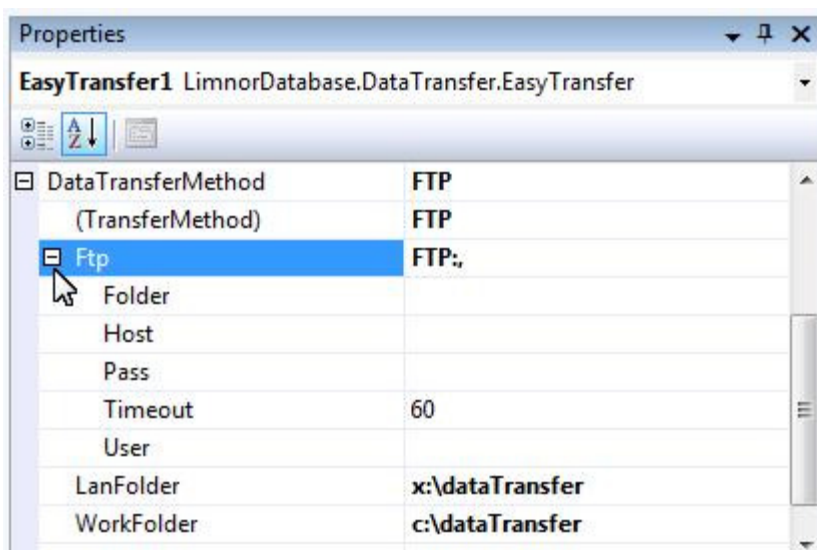 Properties
EasyTransfer1 LimnorDatabase.DataTransfer.EasyTransfer
A
Z
DataTransferMethod FTP
(TransferMethod) FTP
Ftp FTP:,
Folder
Host
Pass
Timeout 60
User
LanFolder x:\dataTransfer
WorkFolder c:\dataTransfer